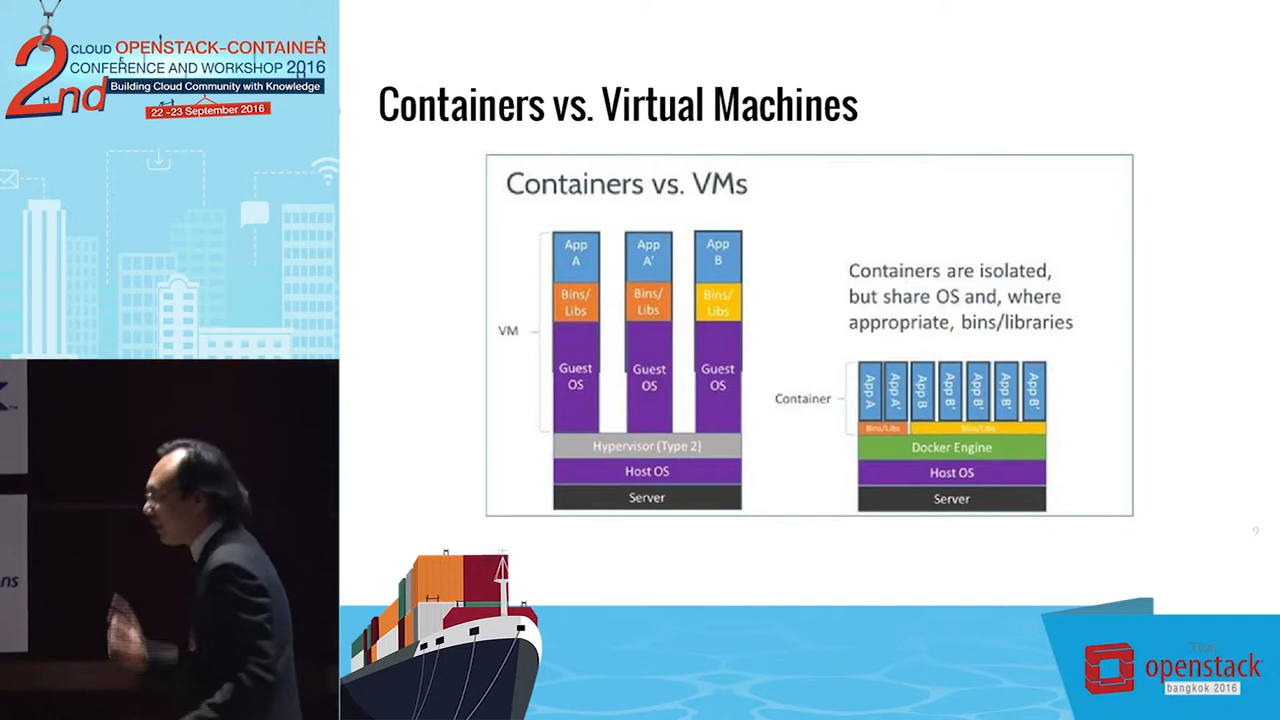 2nd
CLOUD OPENSTACK-CONTAINER
CONFERENCE AND WORKSHOP 2016
Building Cloud Community with Knowledge
22 -23 September 2016
Containers vs. Virtual Machines
Containers vs. VMs
VM
App A
App A'
App B
Bins/ Libs
Bins/ Libs
Bins/ Libs
Guest OS
Guest OS
Guest OS
Hypervisor (Type 2)
Host OS
Server
Containers are isolated,
but share OS and, where
appropriate, bins/libraries
Container
App A
App A'
App B
App B'
App B'
App B'
App B'
Bins/Libs
Bins/Libs
Docker Engine
Host OS
Server
9
ns
Thai
openstack
bangkok 2016